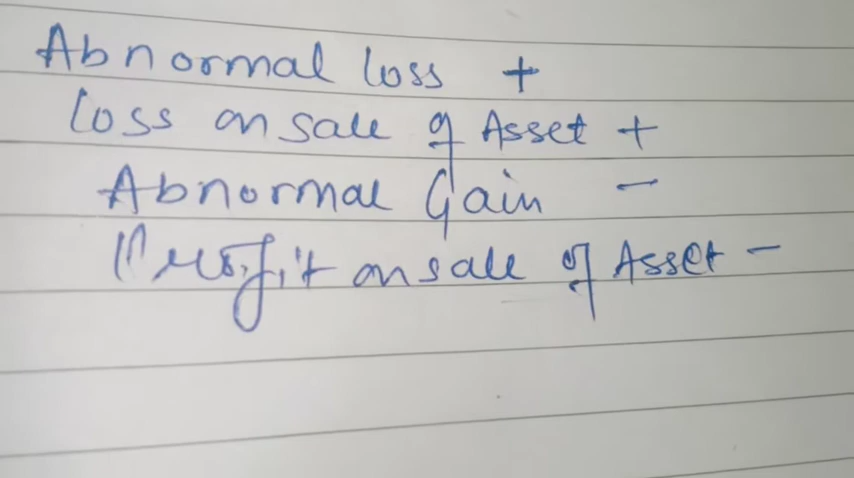 Abnormal loss +
Loss on sale of Asset +
Abnormal Gain -
Profit on sale of Asset -